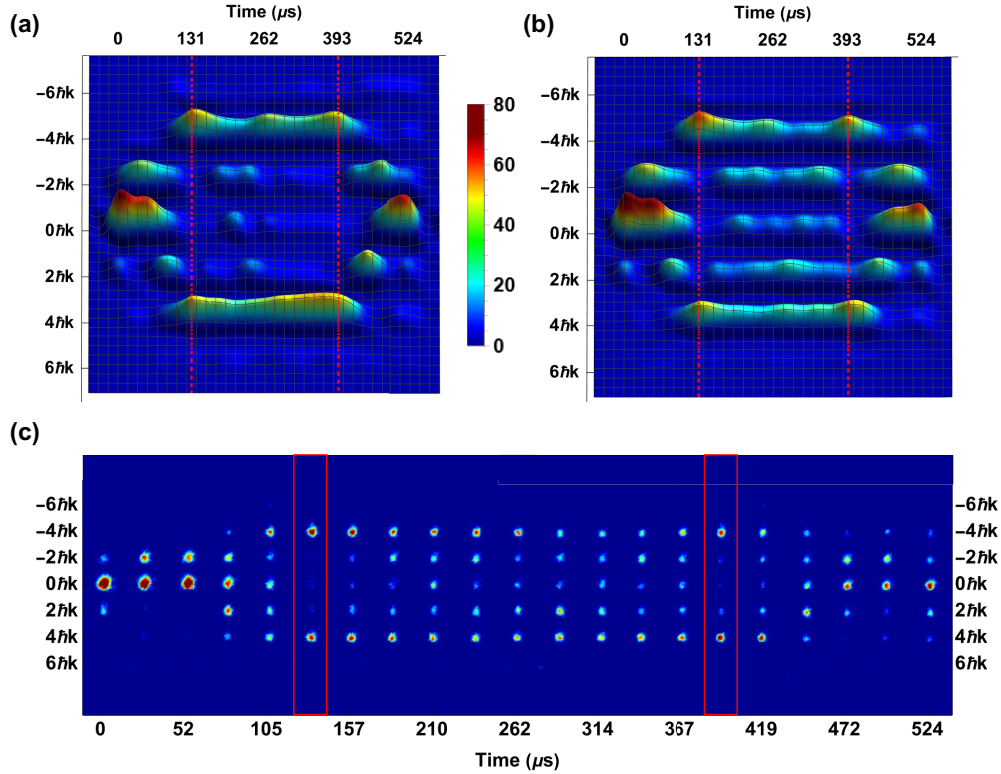 (a)
Time (μs)
0 131 262 393 524
−6ℏk
−4ℏk
−2ℏk
0ℏk
2ℏk
4ℏk
6ℏk
80
60
40
20
0
(b)
Time (μs)
0 131 262 393 524
−6ℏk
−4ℏk
−2ℏk
0ℏk
2ℏk
4ℏk
6ℏk
(c)
−6ℏk −6ℏk
−4ℏk −4ℏk
−2ℏk −2ℏk
0ℏk 0ℏk
2ℏk 2ℏk
4ℏk 4ℏk
6ℏk 6ℏk
0 52 105 157 210 262 314 367 419 472 524
Time (μs)